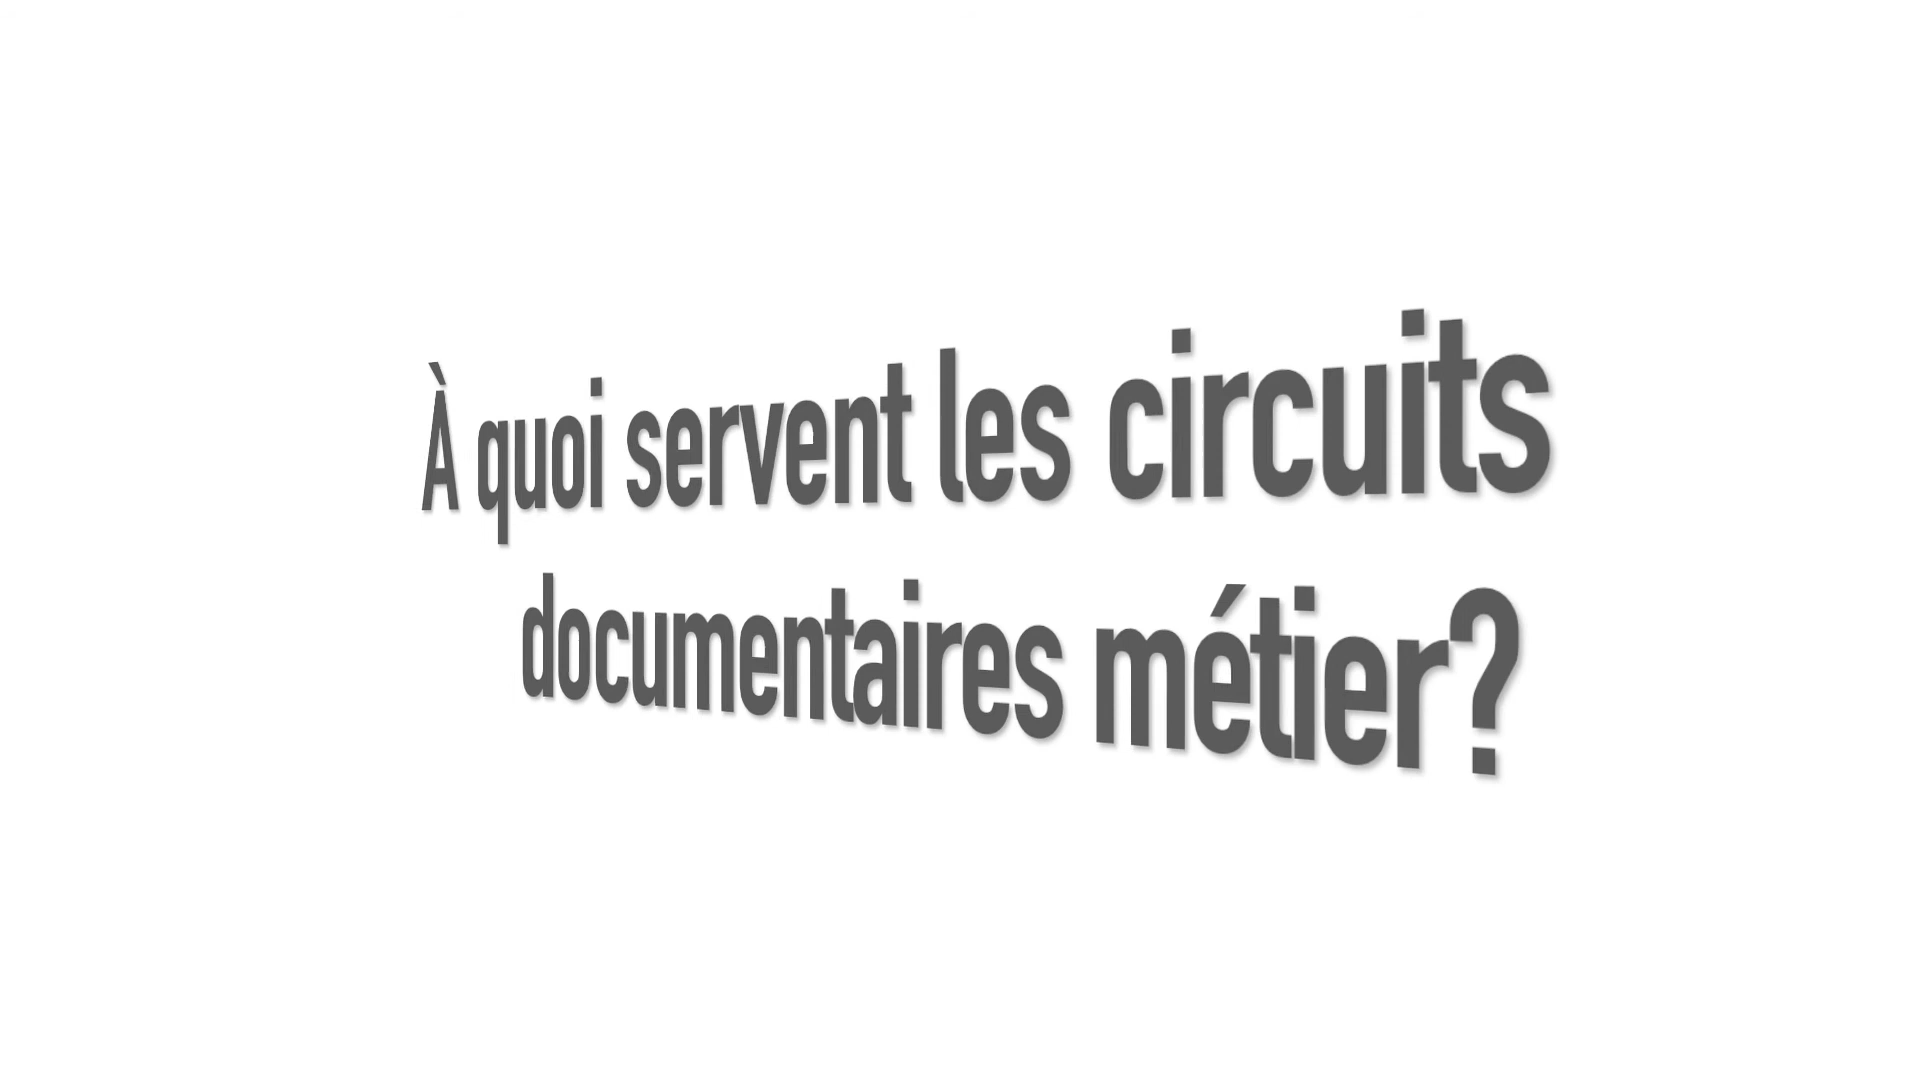 À quoi servent les circuits
documentaires métier?